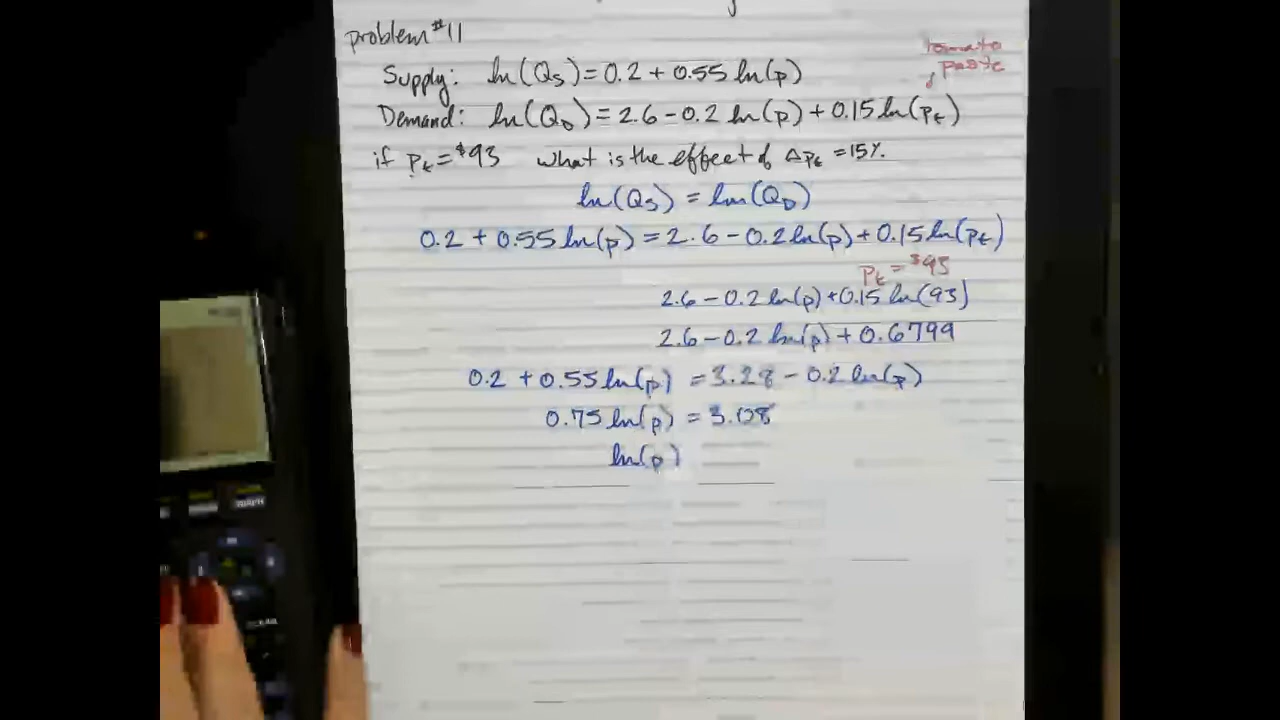 problem #11
tomato
paste
Supply: ln(Qs) = 0.2 + 0.55 ln(p)
Demand: ln(QD) = 2.6 - 0.2 ln(p) + 0.15 ln(pt)
if pt = $93 what is the effect of Δpt = 15%.
ln(Qs) = lnn(QD)
0.2 + 0.55 ln(p) = 2.6 - 0.2 ln(p) + 0.15 ln(pt)
pt = $93
2.6 - 0.2 ln(p) + 0.15 ln(93)
2.6 - 0.2 ln(p) + 0.6799
0.2 + 0.55 ln(p) = 3.28 - 0.2 ln(p)
0.75 ln(p) = 3.08
ln(p)